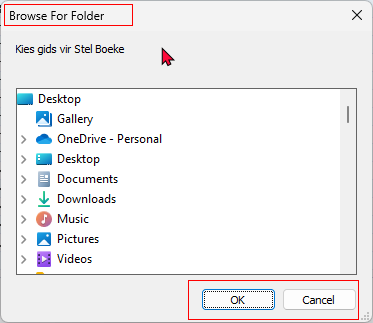 Browse For Folder
Kies gids vir Stel Boeke
Desktop
Gallery
OneDrive - Personal
Desktop
Documents
Downloads
Music
Pictures
Videos
OK
Cancel